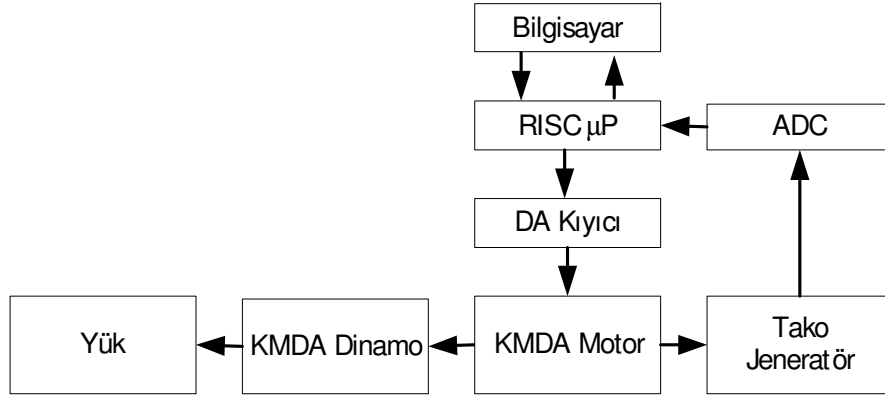 Bilgisayar
RISC µP
ADC
DA Kıyıcı
Yük
KMDA Dinamo
KMDA Motor
Tako
Jeneratör